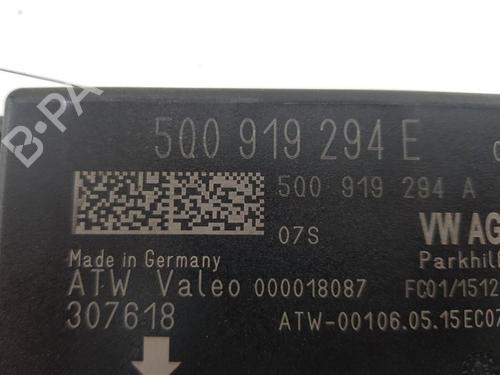 5Q0 919 294 E
5Q0 919 294 A
07S
VW AG
Made in Germany
Parkhilf
ATW Valeo 000018087
FC01/1512
307618
ATW-00106.05.15EC07
B-PA